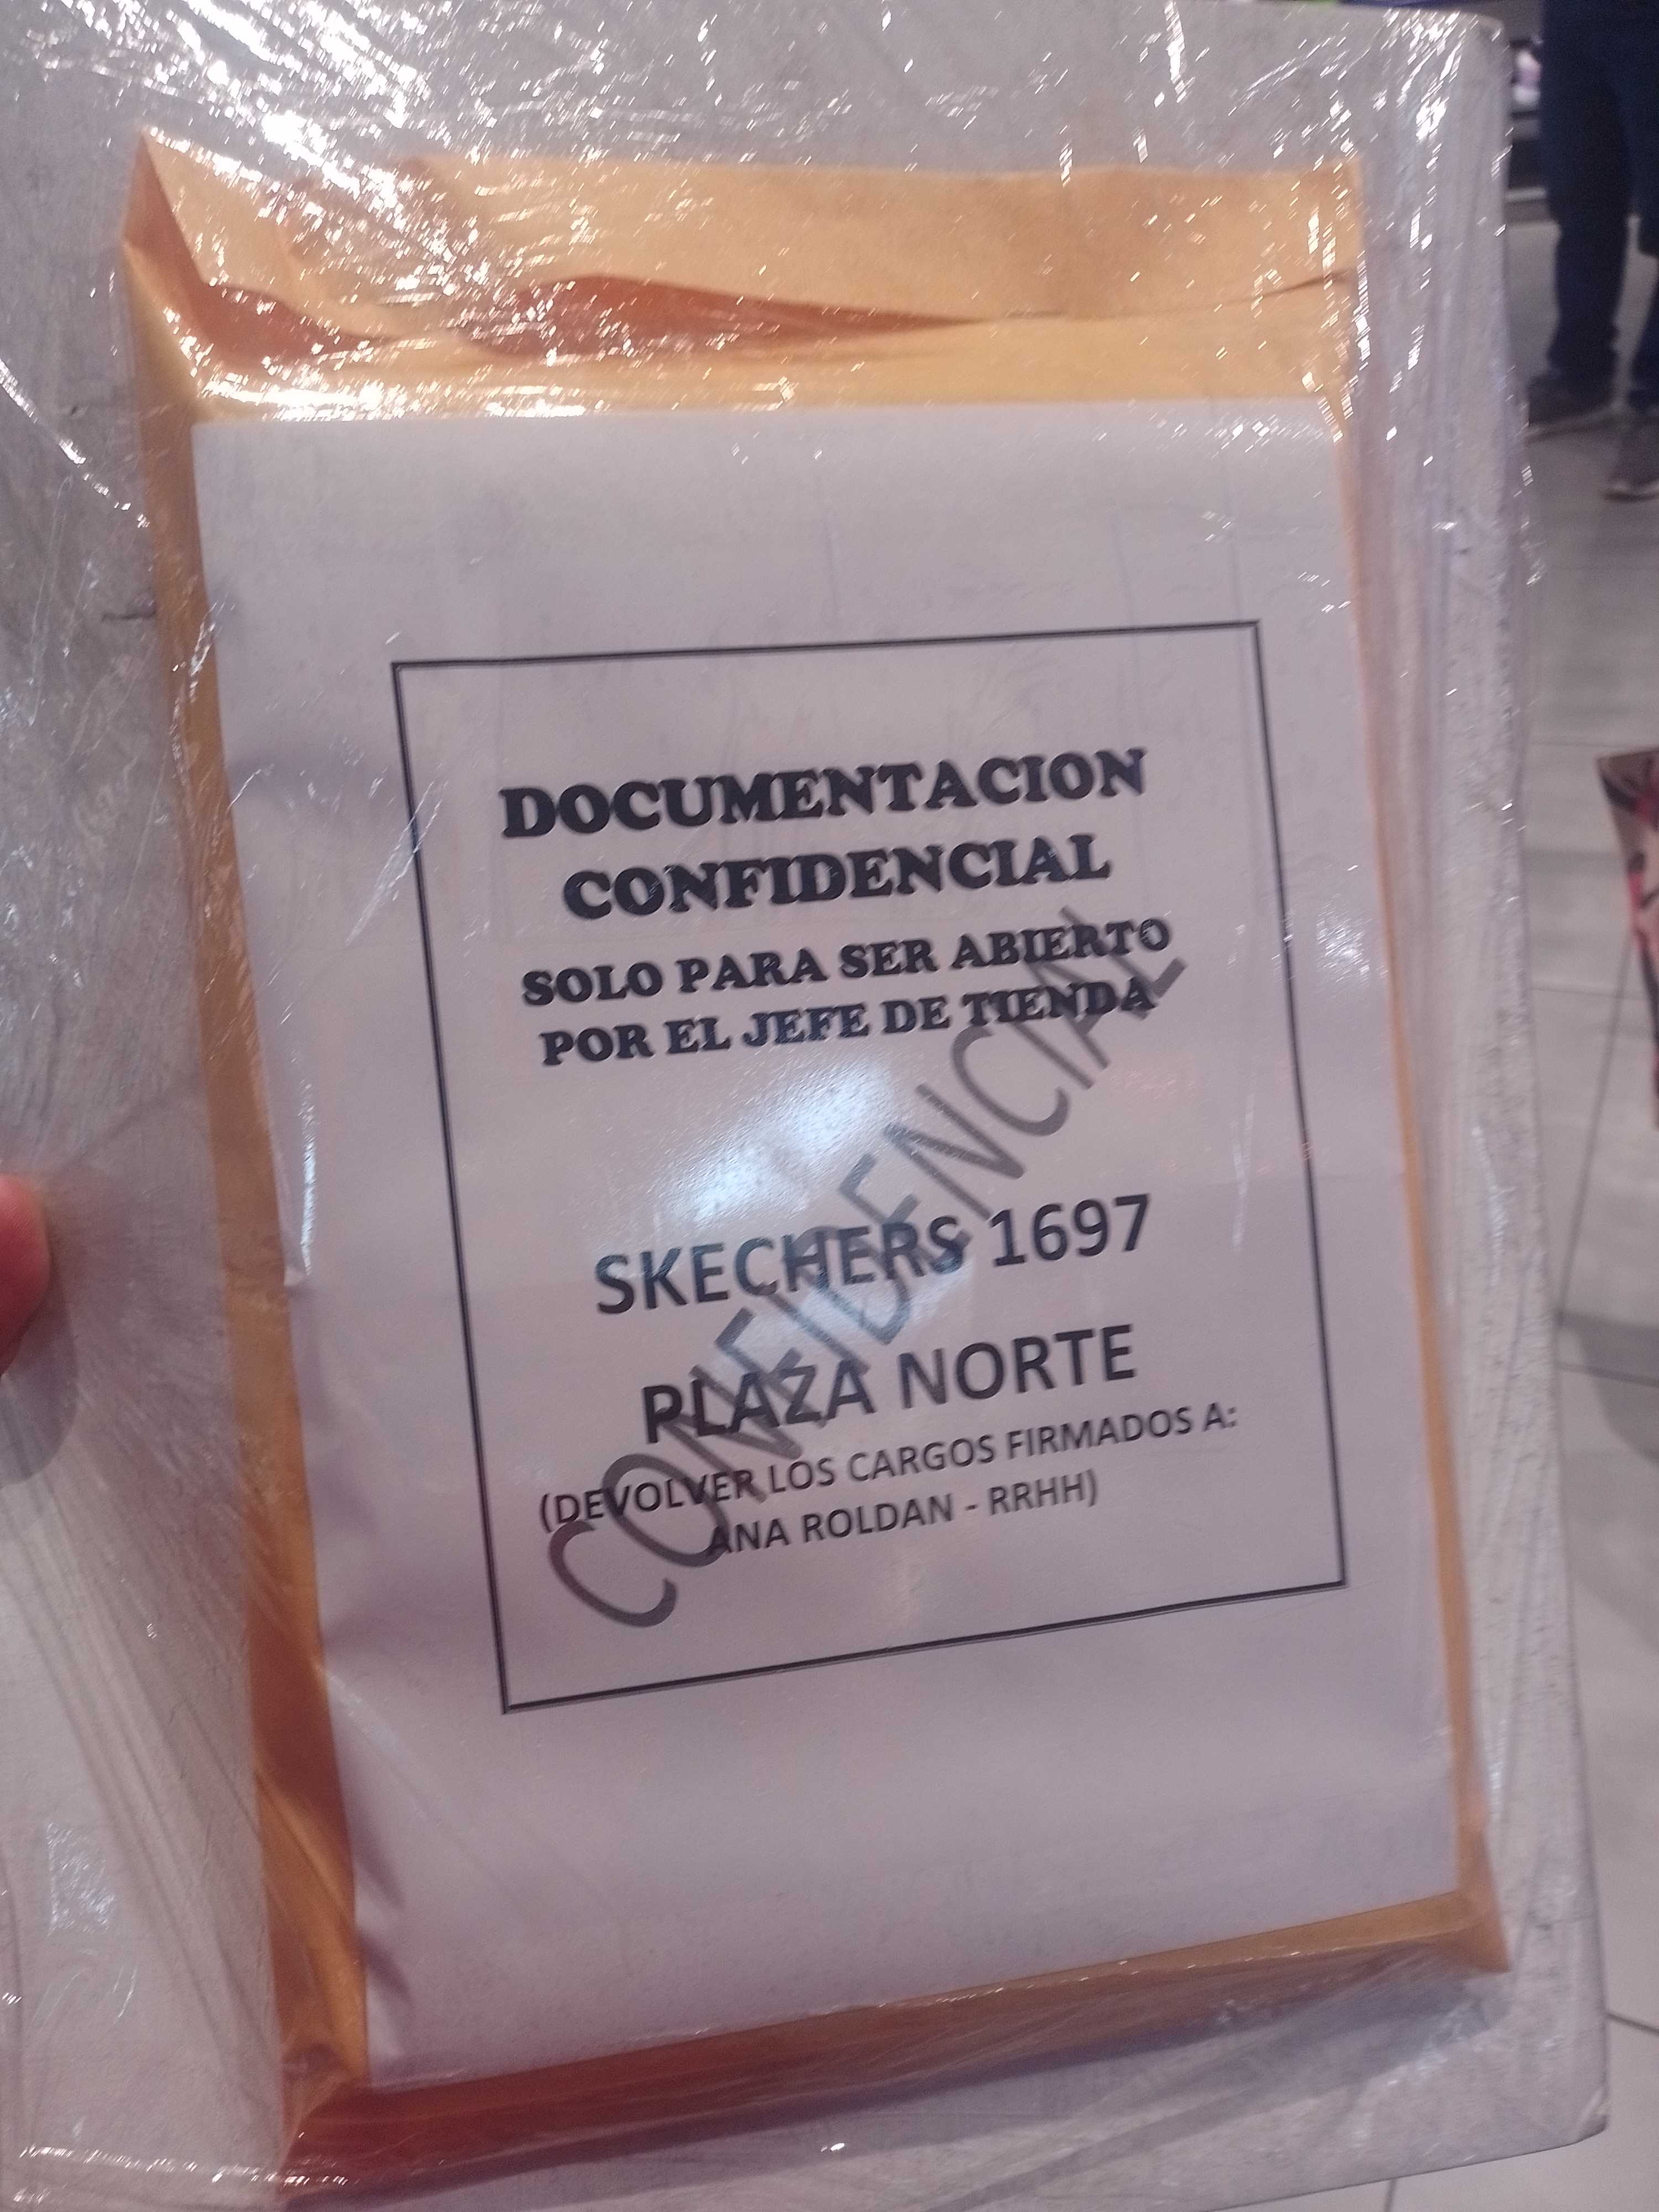 DOCUMENTACION
CONFIDENCIAL
SOLO PARA SER ABIERTO
POR EL JEFE DE TIENDA
SKECHERS 1697
PLAZA NORTE
(DEVOLVER LOS CARGOS FIRMADOS A:
ANA ROLDAN - RRHH)
CONFIDENCIAL